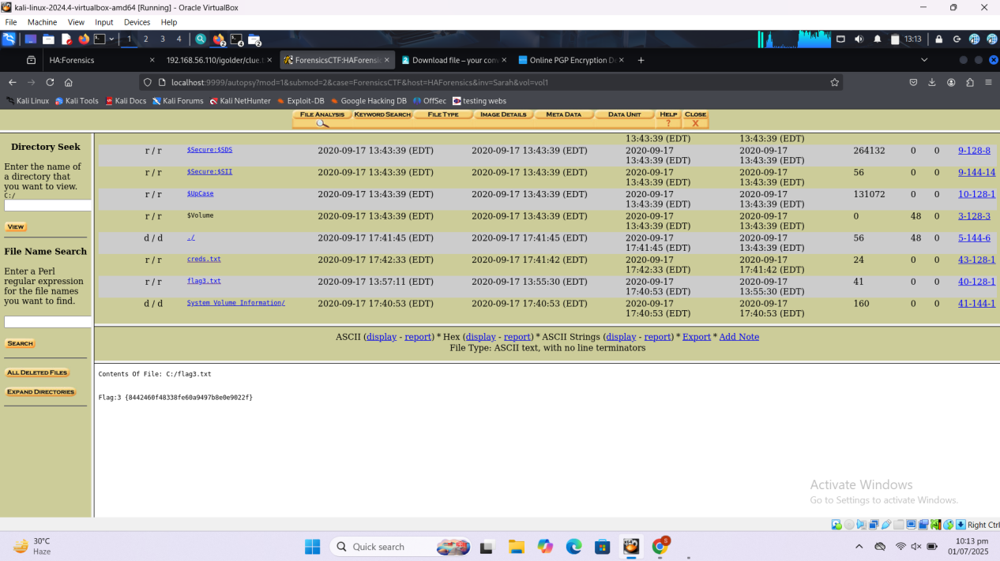 kali-linux-2024.4-virtualbox-amd64 [Running] - Oracle VirtualBox
File Machine View Input Devices Help
1 2 3 4 2 4 2 13:13
HA:Forensics × 192.168.56.110/igolder/clue.t × ForensicsCTF:HAForensic × Download file – your con × Online PGP Encryption De × +
localhost:9999/autopsy?mod=1&submod=2&case=ForensicsCTF&host=HAForensics&inv=Sarah&vol=vol1
Kali Linux Kali Tools Kali Docs Kali Forums Kali NetHunter Exploit-DB Google Hacking DB OffSec testing webs
FILE ANALYSIS KEYWORD SEARCH FILE TYPE IMAGE DETAILS META DATA DATA UNIT HELP CLOSE
? X
Directory Seek
Enter the name of
a directory that
you want to view.
C:/
VIEW
File Name Search
Enter a Perl
regular expression
for the file names
you want to find.
SEARCH
ALL DELETED FILES
EXPAND DIRECTORIES
13:43:39 (EDT) 13:43:39 (EDT)
r / r $Secure:$SDS 2020-09-17 13:43:39 (EDT) 2020-09-17 13:43:39 (EDT) 2020-09-17 2020-09-17 264132 0 0 9-128-8
13:43:39 (EDT) 13:43:39 (EDT)
r / r $Secure:$SII 2020-09-17 13:43:39 (EDT) 2020-09-17 13:43:39 (EDT) 2020-09-17 2020-09-17 56 0 0 9-144-14
13:43:39 (EDT) 13:43:39 (EDT)
r / r $UpCase 2020-09-17 13:43:39 (EDT) 2020-09-17 13:43:39 (EDT) 2020-09-17 2020-09-17 131072 0 0 10-128-1
13:43:39 (EDT) 13:43:39 (EDT)
r / r $Volume 2020-09-17 13:43:39 (EDT) 2020-09-17 13:43:39 (EDT) 2020-09-17 2020-09-17 0 48 0 3-128-3
13:43:39 (EDT) 13:43:39 (EDT)
d / d ./ 2020-09-17 17:41:45 (EDT) 2020-09-17 17:41:45 (EDT) 2020-09-17 2020-09-17 56 48 0 5-144-6
17:41:45 (EDT) 13:43:39 (EDT)
r / r creds.txt 2020-09-17 17:42:33 (EDT) 2020-09-17 17:41:42 (EDT) 2020-09-17 2020-09-17 24 0 0 43-128-1
17:42:33 (EDT) 17:41:42 (EDT)
r / r flag3.txt 2020-09-17 13:57:11 (EDT) 2020-09-17 13:55:30 (EDT) 2020-09-17 2020-09-17 41 0 0 40-128-1
17:40:53 (EDT) 13:55:30 (EDT)
d / d System Volume Information/ 2020-09-17 17:40:53 (EDT) 2020-09-17 17:40:53 (EDT) 2020-09-17 2020-09-17 160 0 0 41-144-1
17:40:53 (EDT) 17:40:53 (EDT)
ASCII (display - report) * Hex (display - report) * ASCII Strings (display - report) * Export * Add Note
File Type: ASCII text, with no line terminators
Contents Of File: C:/flag3.txt
Flag:3 {8442460f48338fe60a9497b8e0e9022f}
Activate Windows
Go to Settings to activate Windows.
Right Ctrl
30°C
Haze
Quick search
5
10:13 pm
01/07/2025